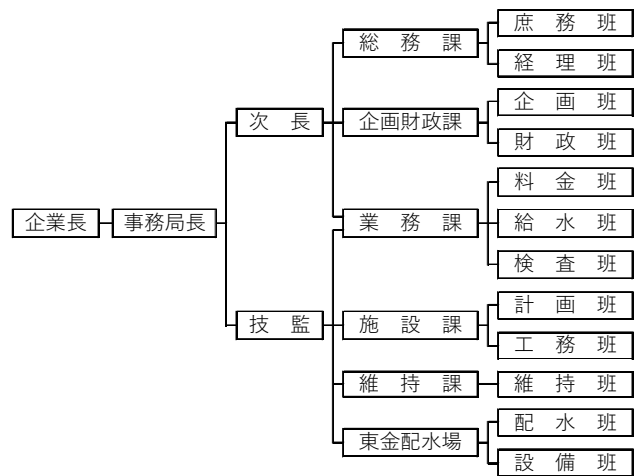 企業長
事務局長
次長
技監
総務課
企画財政課
業務課
施設課
維持課
東金配水場
庶務班
経理班
企画班
財政班
料金班
給水班
検査班
計画班
工務班
維持班
配水班
設備班